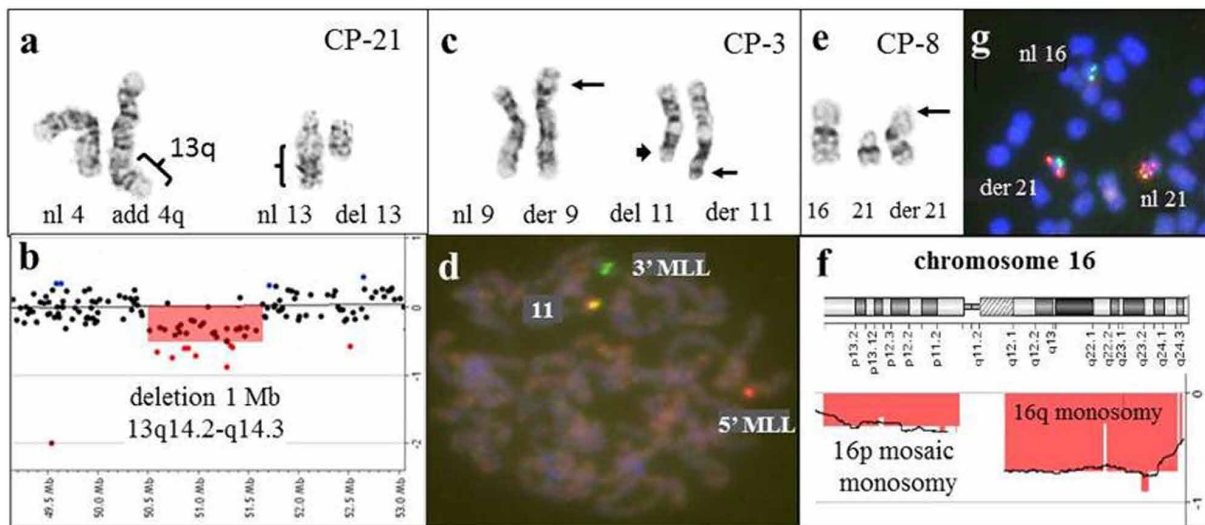 a
CP-21
13q
nl 4 add 4q nl 13 del 13
b
1
0
-1
-2
deletion 1 Mb
13q14.2-q14.3
49.5 Mb 50.0 Mb 50.5 Mb 51.0 Mb 51.5 Mb 52.0 Mb 52.5 Mb 53.0 Mb
c
CP-3
nl 9 der 9 del 11 der 11
d
3' MLL
11
5' MLL
e
CP-8
16 21 der 21
g
nl 16
der 21
nl 21
f
chromosome 16
p13.2 p13.12 p12.3 p12.2 p11.2 q11.2 q12.1 q12.2 q13 q22.1 q22.2 q23.1 q23.2 q24.1 q24.3
0
16q monosomy
16p mosaic
monosomy
-1